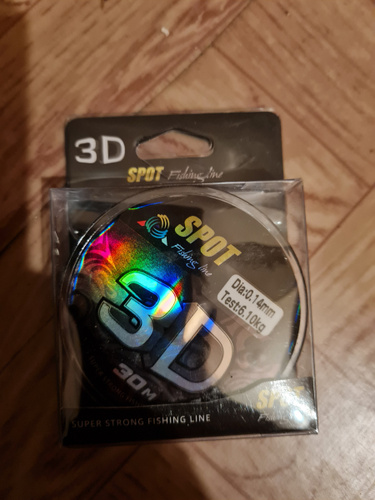 3D
SPOT Fishing line
SPOT
Fishing line
Dia:0.14mm
Test:6.10kg
3D
30M
SPOT
SUPER STRONG FISHING LINE